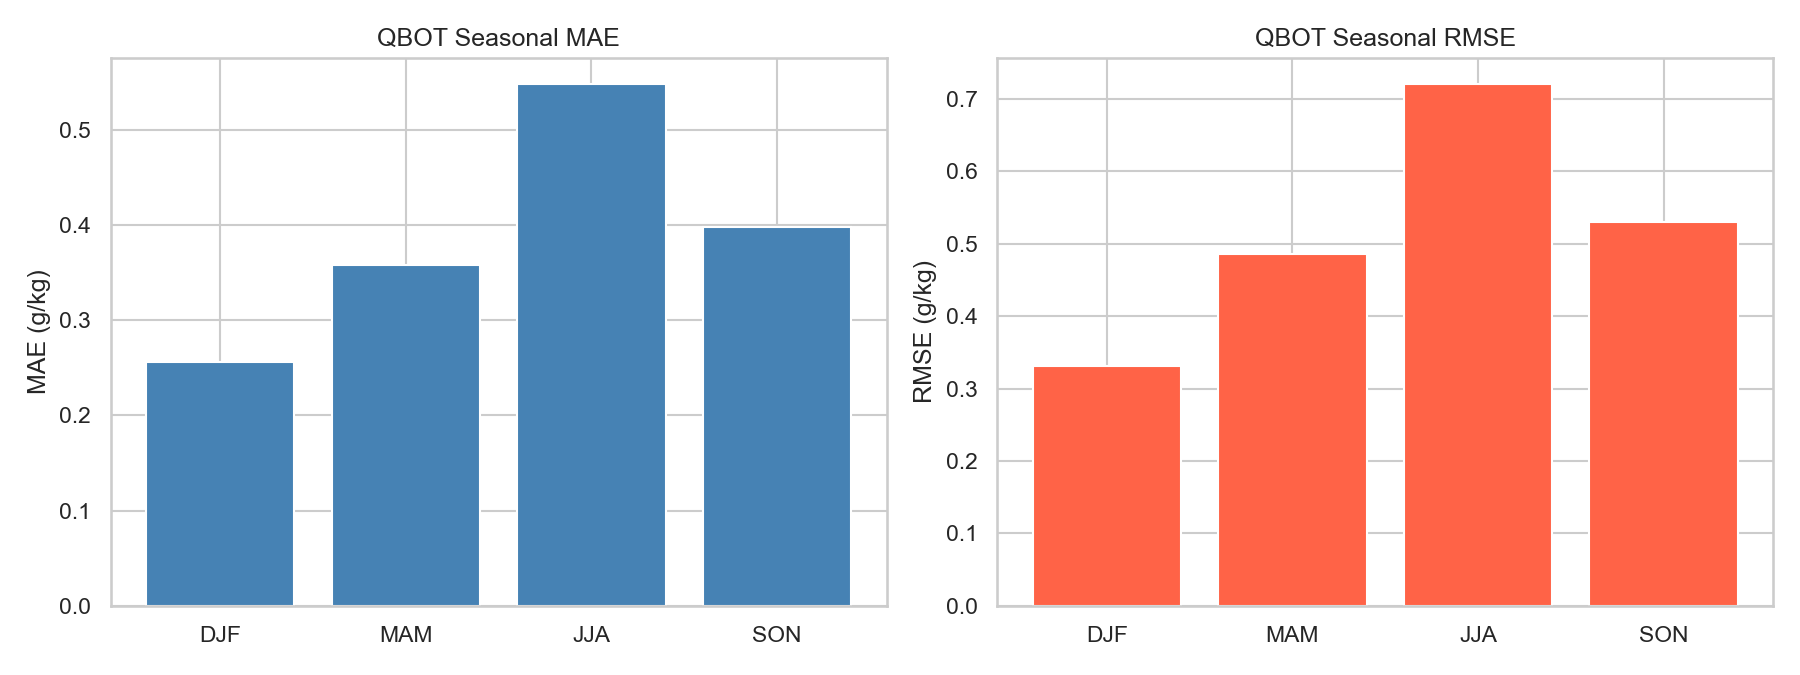 QBOT Seasonal MAE
MAE (g/kg)
0.5
0.4
0.3
0.2
0.1
0.0
DJF MAM JJA SON
QBOT Seasonal RMSE
RMSE (g/kg)
0.7
0.6
0.5
0.4
0.3
0.2
0.1
0.0
DJF MAM JJA SON